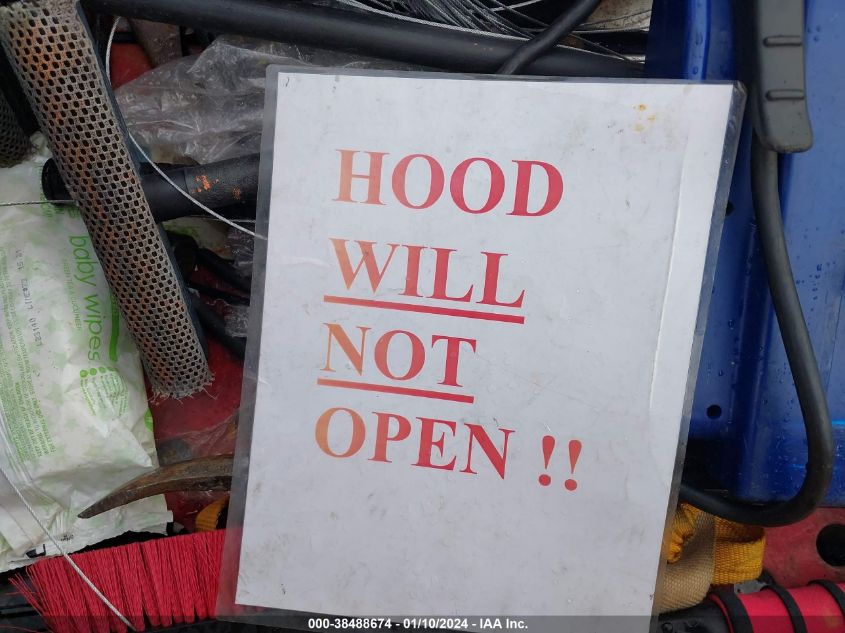 HOOD
WILL
NOT
OPEN !!
baby wipes
000-38488674 - 01/10/2024 - IAA Inc.